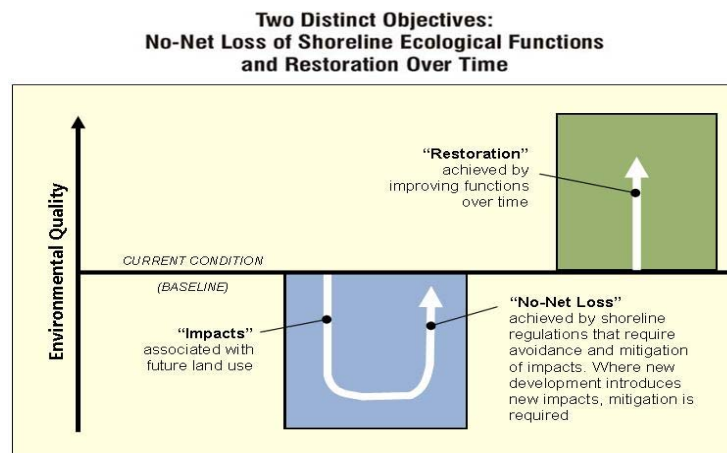 Two Distinct Objectives:
No-Net Loss of Shoreline Ecological Functions
and Restoration Over Time
Environmental Quality
"Restoration"
achieved by
improving functions
over time
CURRENT CONDITION
(BASELINE)
"Impacts"
associated with
future land use
"No-Net Loss"
achieved by shoreline
regulations that require
avoidance and mitigation
of impacts. Where new
development introduces
new impacts, mitigation is
required